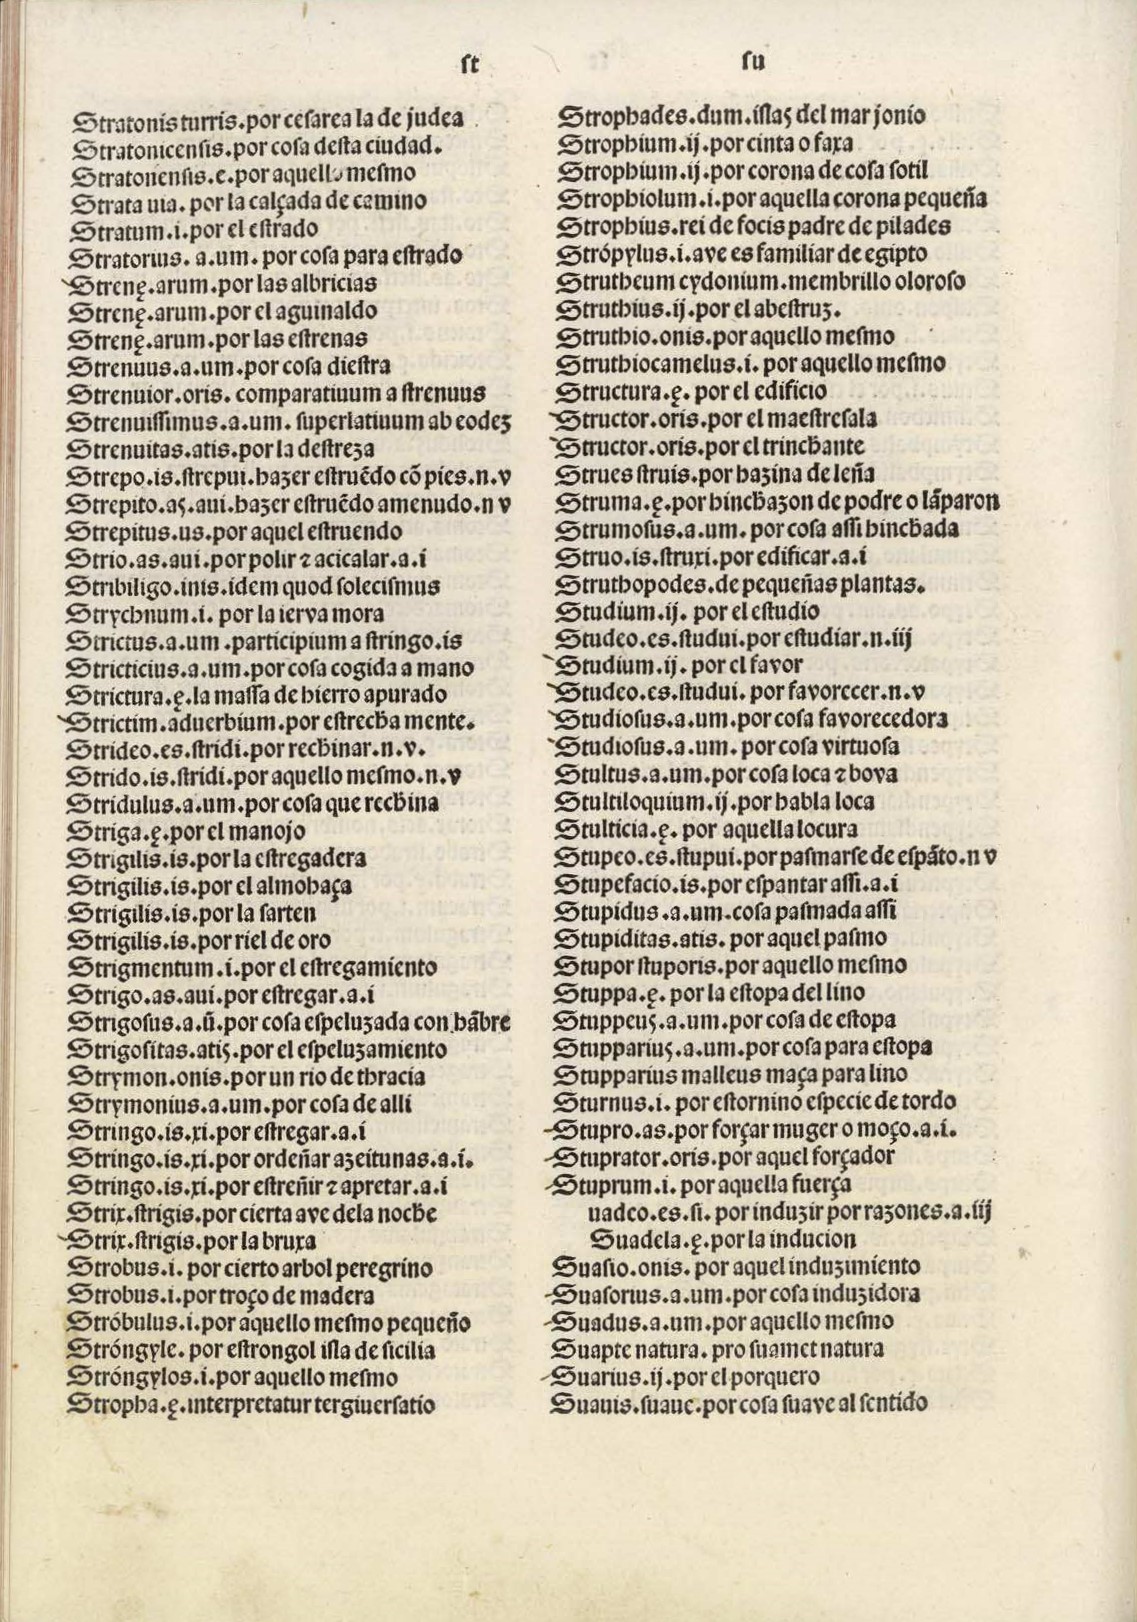 st
Stratonis turris.por cesarea la de judea
Stratonicensis.por cosa desta ciudad.
Stratonensis.e.por aquello mesmo
Strata uia.por la calçada de camino
Stratum.i.por el estrado
Stratorius.a.um.por cosa para estrado
Strenę.arum.por las albricias
Strenę.arum.por el aguinaldo
Strenę.arum.por las estrenas
Strenuus.a.um.por cosa diestra
Strenuior.oris.comparatiuum a strenuus
Strenuissimus.a.um.superlatiuum ab eodeʒ
Strenuitas.atis.por la destreza
Strepo.is.strepui.hazer estruẽdo cõ pies.n.v
Strepito.as.aui.hazer estruẽdo amenudo.n v
Strepitus.us.por aquel estruendo
Strio.as.aui.por polir ⁊ acicalar.a.i
Stribiligo.inis.idem quod solecismus
Strychnum.i.por la ierva mora
Strictus.a.um.participium a stringo.is
Stricticius.a.um.por cosa cogida a mano
Strictura.ę.la massa de hierro apurado
Strictim.aduerbium.por estrecha mente.
Strideo.es.stridi.por rechinar.n.v.
Strido.is.stridi.por aquello mesmo.n.v
Stridulus.a.um.por cosa que rechina
Striga.ę.por el manojo
Strigilis.is.por la estregadera
Strigilis.is.por el almohaça
Strigilis.is.por la sarten
Strigilis.is.por riel de oro
Strigmentum.i.por el estregamiento
Strigo.as.aui.por estregar.a.i
Strigosus.a.ũ.por cosa espeluzada con hãbre
Strigositas.atis.por el espeluzamiento
Strymon.onis.por un rio de thracia
Strymonius.a.um.por cosa de alli
Stringo.is.xi.por estregar.a.i
Stringo.is.xi.por ordeñar azeitunas.a.i.
Stringo.is.xi.por estreñir ⁊ apretar.a.i
Strix.strigis.por cierta ave dela noche
Strix.strigis.por la bruxa
Strobus.i.por cierto arbol peregrino
Strobus.i.por troço de madera
Stróbulus.i.por aquello mesmo pequeño
Stróngyle.por estrongol isla de sicilia
Stróngylos.i.por aquello mesmo
Stropha.ę.interpretatur tergiuersatio
su
Strophades.dum.islas del mar jonio
Strophium.ij.por cinta o faxa
Strophium.ij.por corona de cosa sotil
Strophiolum.i.por aquella corona pequeña
Strophius.rei de focis padre de pilades
Strópylus.i.ave es familiar de egipto
Strutheum cydonium.membrillo oloroso
Struthius.ij.por el abestruz.
Struthio.onis.por aquello mesmo
Struthiocamelus.i.por aquello mesmo
Structura.ę.por el edificio
Structor.oris.por el maestresala
Structor.oris.por el trinchante
Strues struis.por hazina de leña
Struma.ę.por hinchazon de podre o lãparon
Strumosus.a.um.por cosa assi hinchada
Struo.is.struxi.por edificar.a.i
Struthopodes.de pequeñas plantas.
Studium.ij.por el estudio
Studeo.es.studui.por estudiar.n.iij
Studium.ij.por el favor
Studeo.es.studui.por favorecer.n.v
Studiosus.a.um.por cosa favorecedora
Studiosus.a.um.por cosa virtuosa
Stultus.a.um.por cosa loca ⁊ bova
Stultiloquium.ij.por habla loca
Stulticia.ę.por aquella locura
Stupeo.es.stupui.por pasmarse de espãto.n v
Stupefacio.is.por espantar assi.a.i
Stupidus.a.um.cosa pasmada assi
Stupiditas.atis.por aquel pasmo
Stupor stuporis.por aquello mesmo
Stuppa.ę.por la estopa del lino
Stuppeus.a.um.por cosa de estopa
Stupparius.a.um.por cosa para estopa
Stupparius malleus maça para lino
Sturnus.i.por estornino especie de tordo
Stupro.as.por forçar muger o moço.a.i.
Stuprator.oris.por aquel forçador
Stuprum.i.por aquella fuerça
uadeo.es.si.por induzir por razones.a.iij
Suadela.ę.por la inducion
Suasio.onis.por aquel induzimiento
Suasorius.a.um.por cosa induzidora
Suadus.a.um.por aquello mesmo
Suapte natura.pro suamet natura
Suarius.ij.por el porquero
Suauis.suaue.por cosa suave al sentido